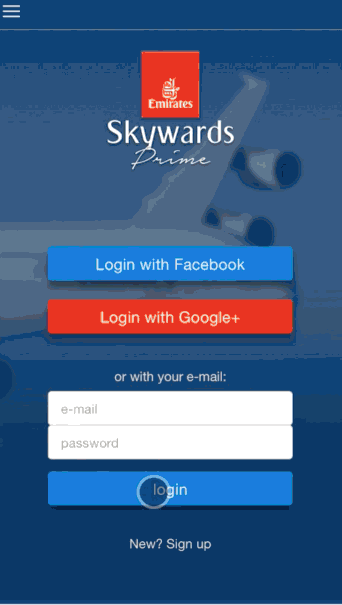 Emirates
Skywards
Prime
Login with Facebook
Login with Google+
or with your e-mail:
e-mail
password
login
New? Sign up